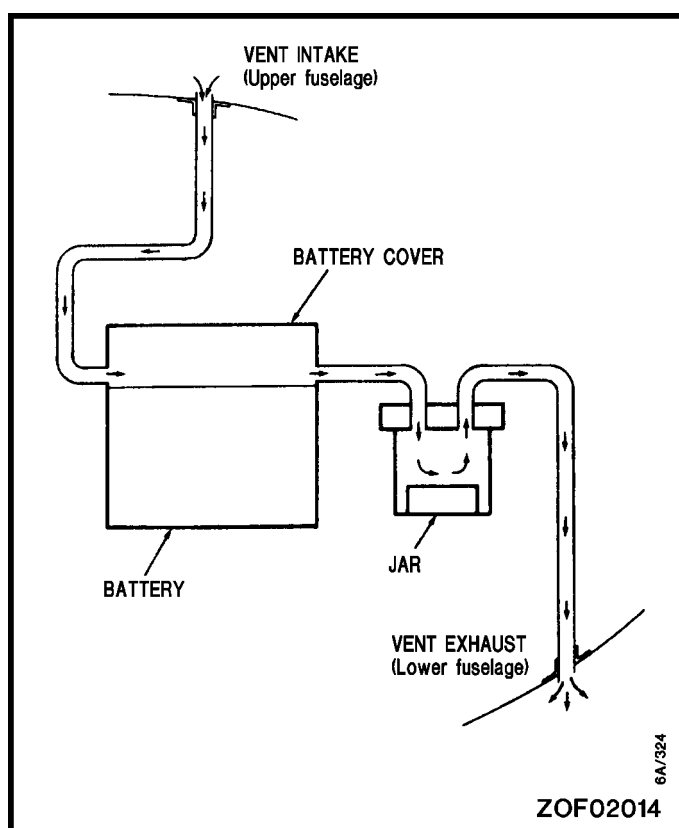 VENT INTAKE
(Upper fuselage)
BATTERY COVER
JAR
BATTERY
VENT EXHAUST
(Lower fuselage)
6A/324
ZOF02014